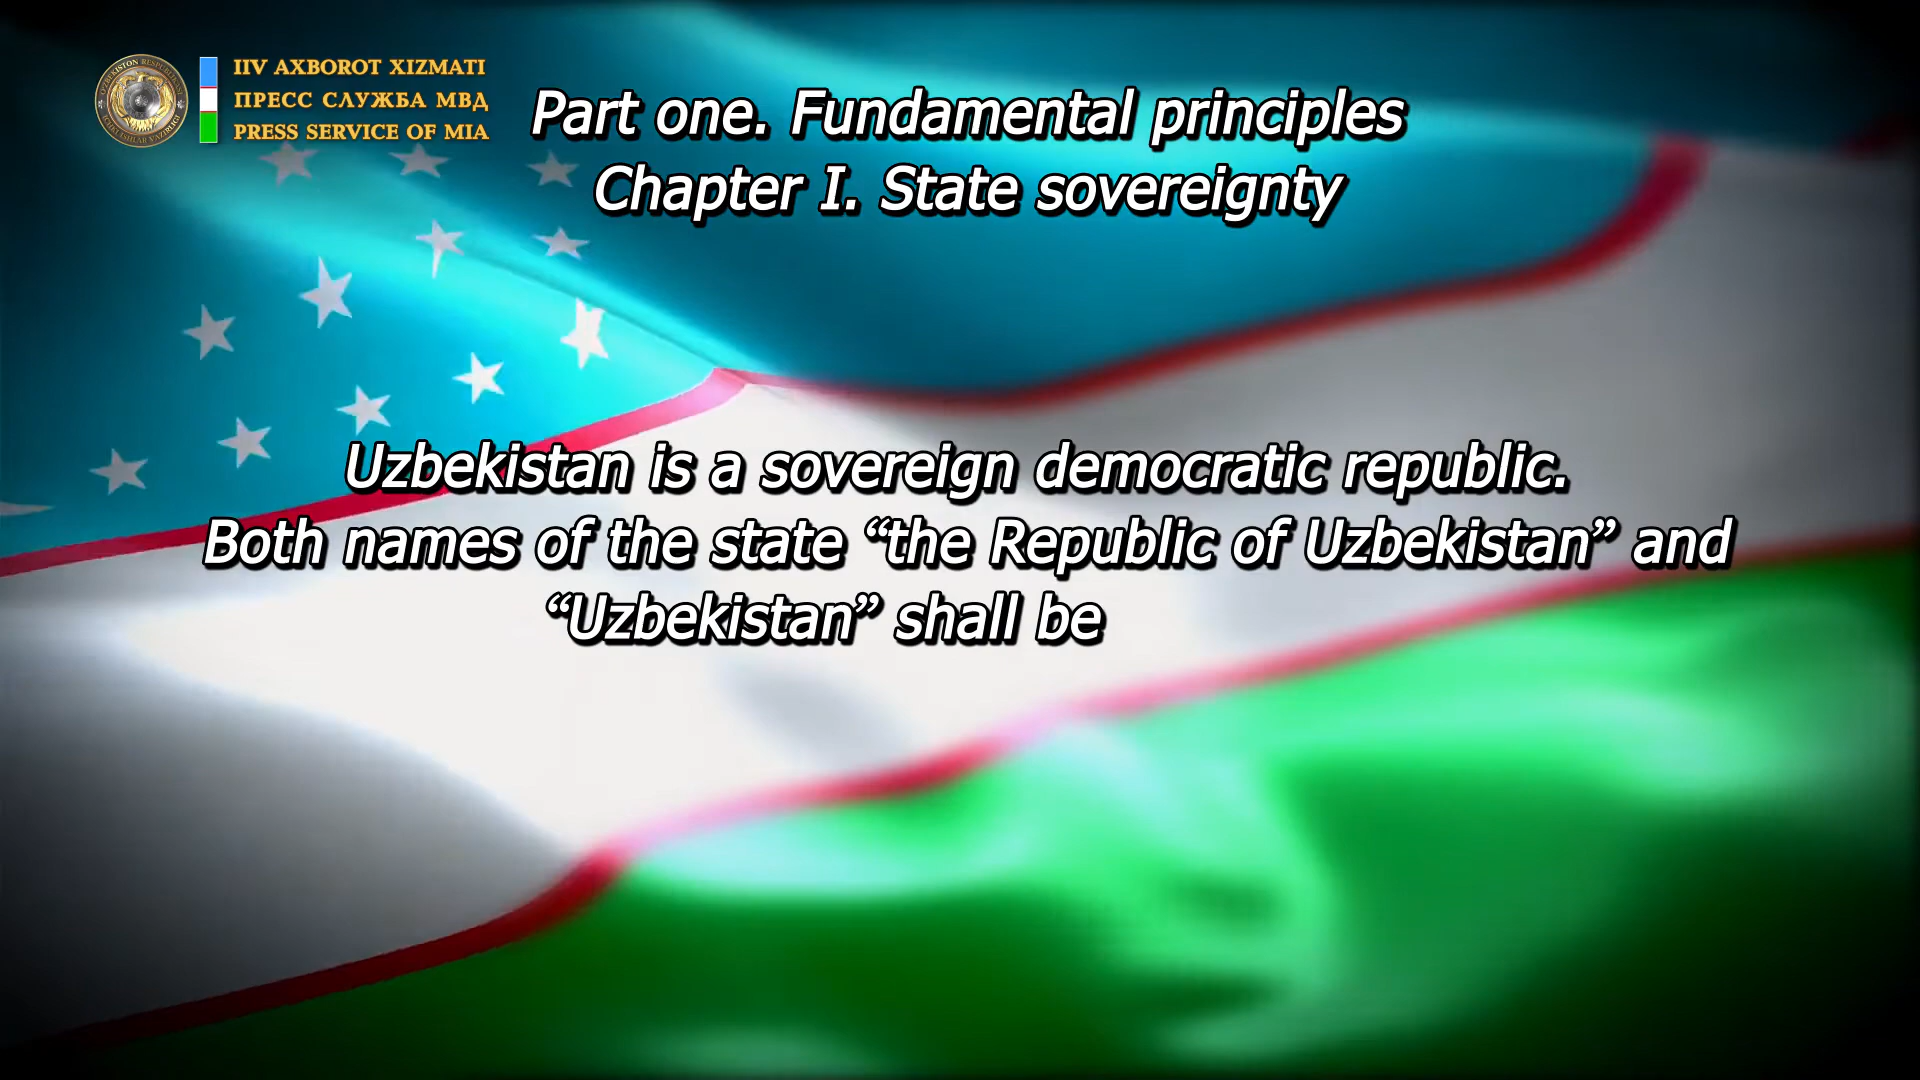 IIV AXBOROT XIZMATI
ПРЕСС СЛУЖБА МВД
PRESS SERVICE OF MIA
Part one. Fundamental principles
Chapter I. State sovereignty
Uzbekistan is a sovereign democratic republic.
Both names of the state “the Republic of Uzbekistan” and
“Uzbekistan” shall be